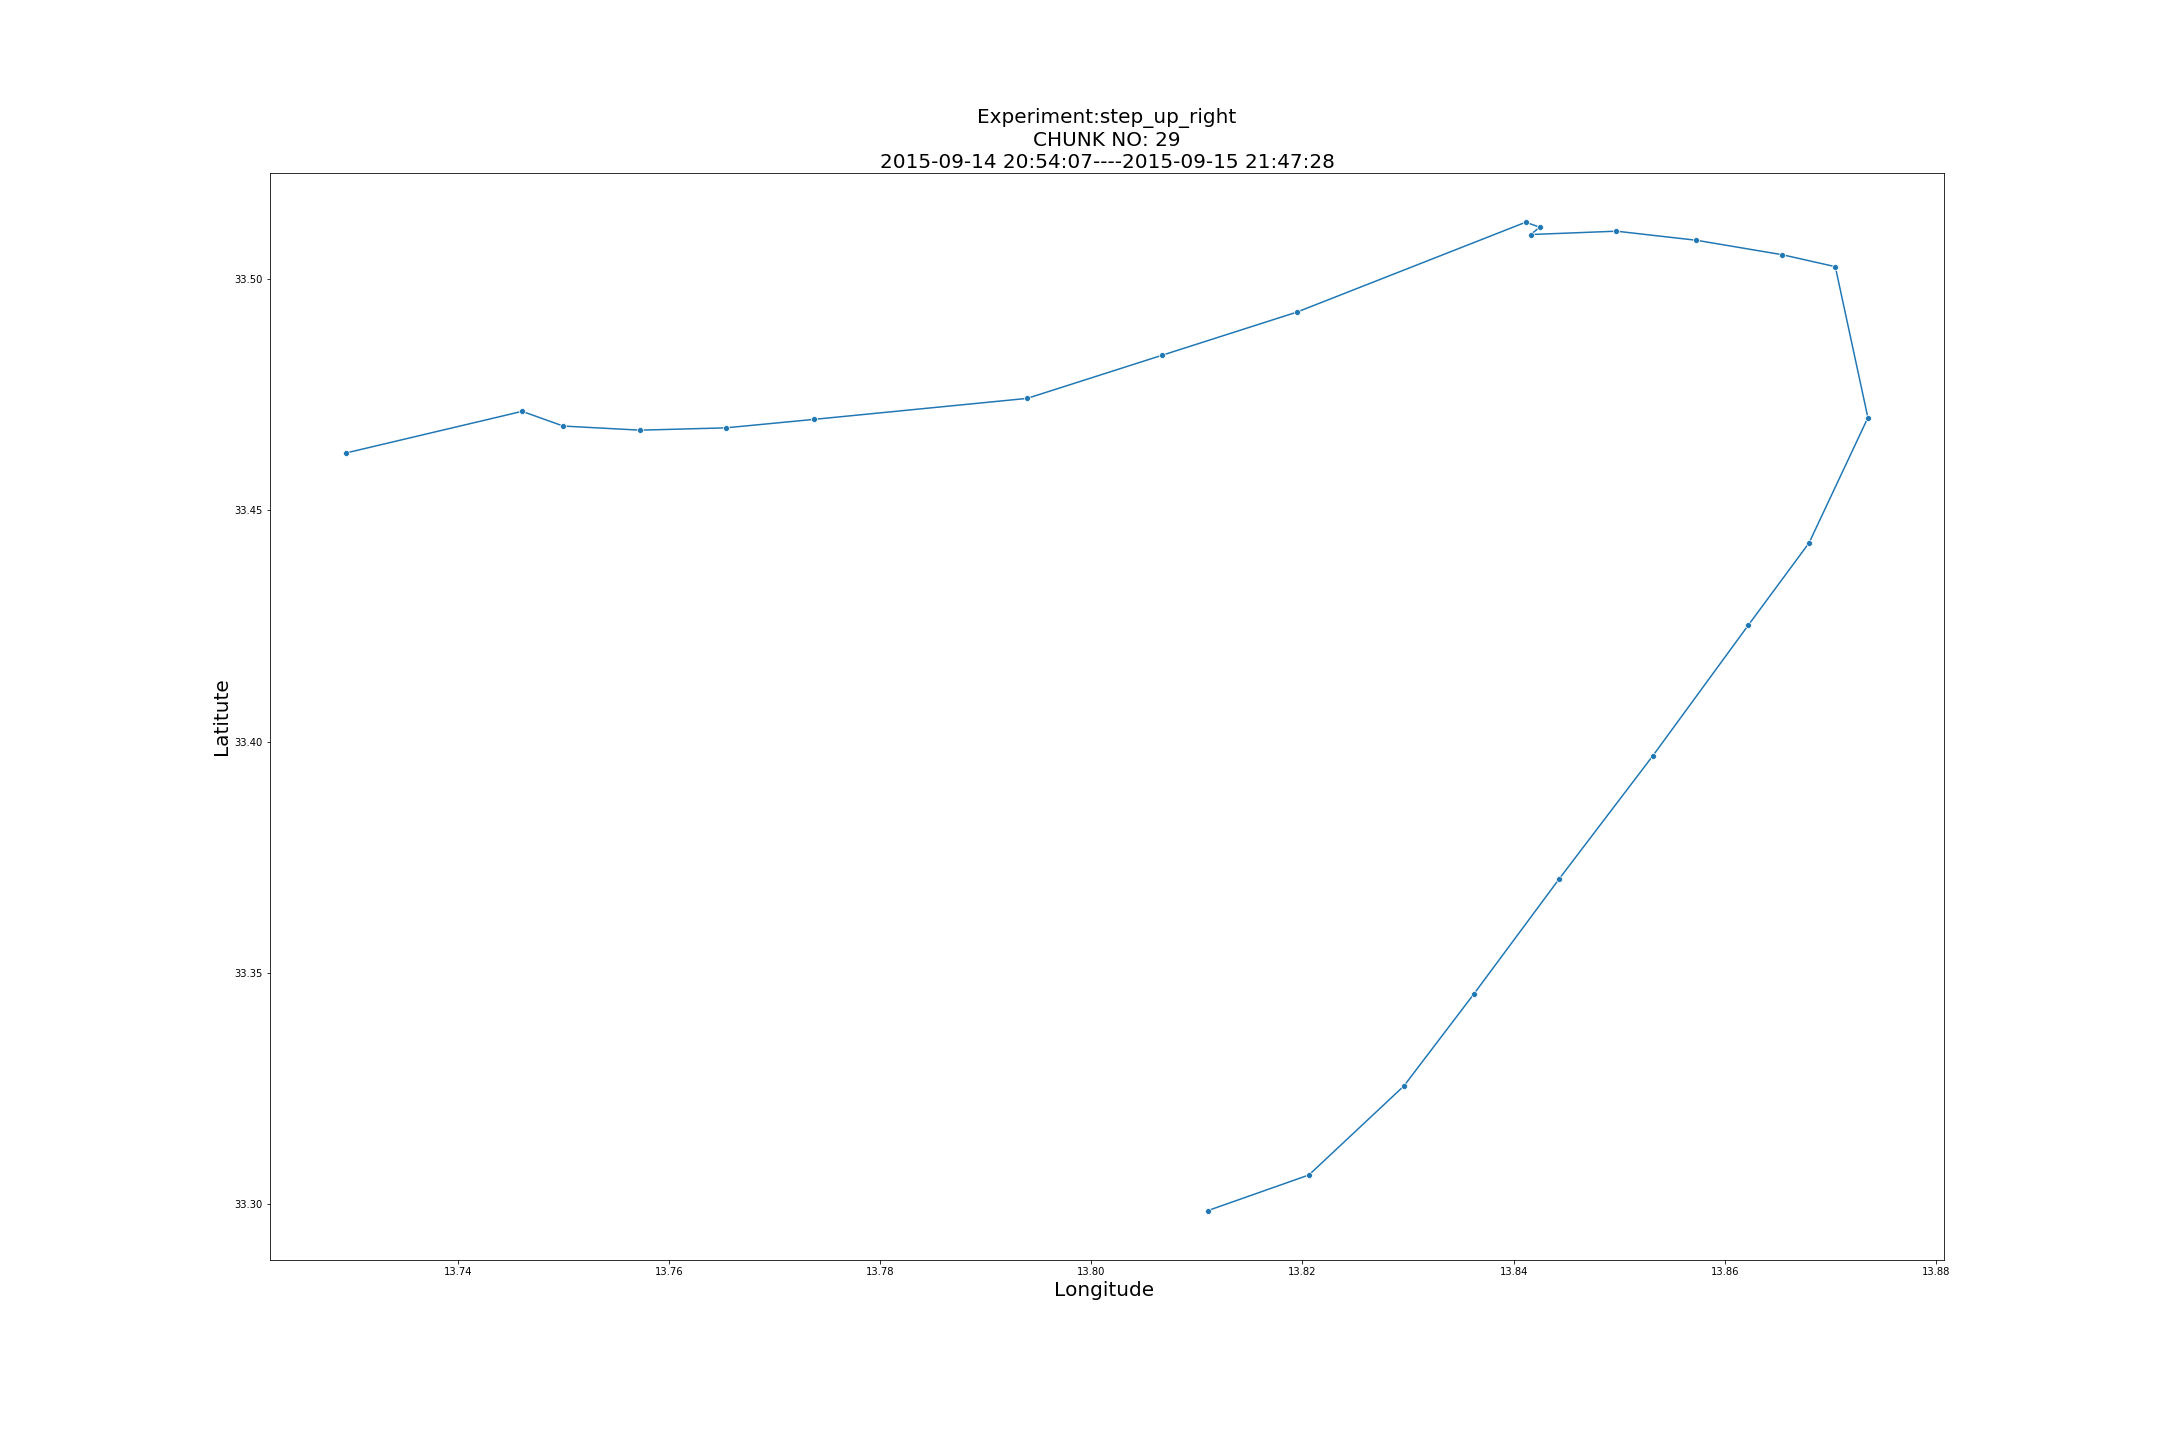 Experiment:step_up_right
CHUNK NO: 29
2015-09-14 20:54:07----2015-09-15 21:47:28
33.50
33.45
33.40
33.35
33.30
Latitute
13.74 13.76 13.78 13.80 13.82 13.84 13.86 13.88
Longitude